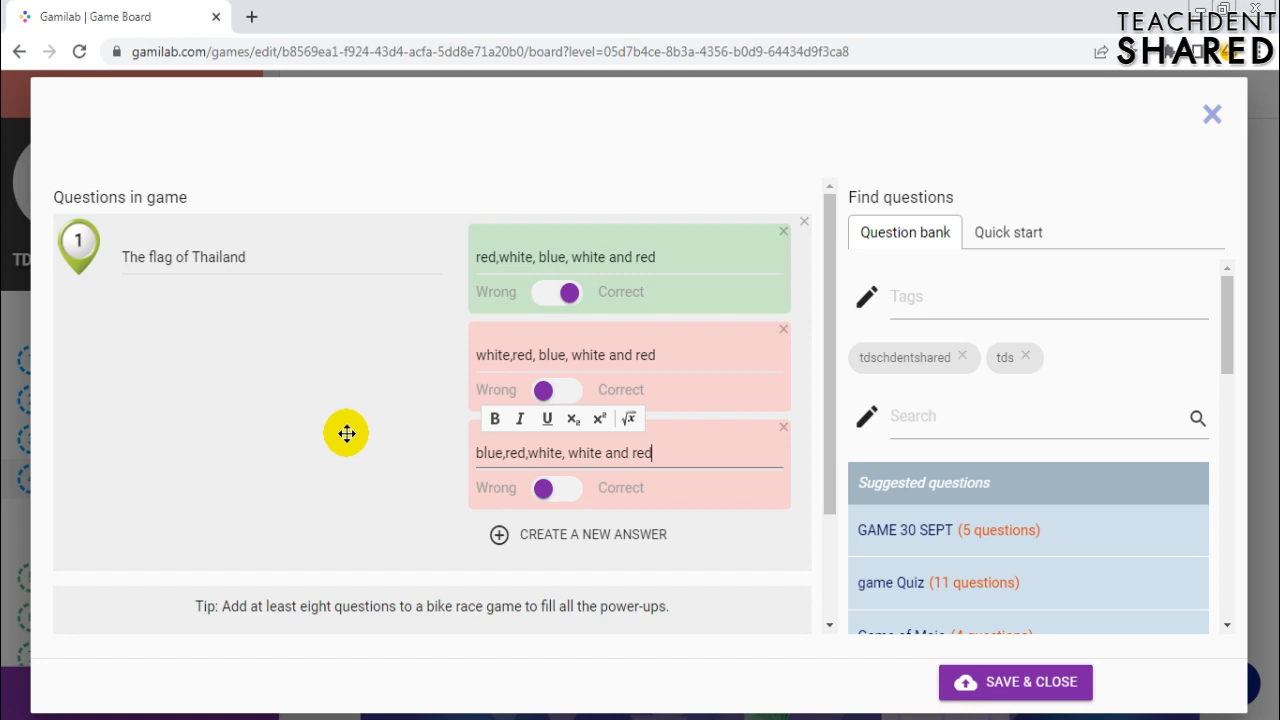 Gamilab | Game Board
TEACHDENT
SHARED
gamilab.com/games/edit/b8569ea1-f924-43d4-acfa-5dd8e71a20b0/board?level=05d7b4ce-8b3a-4356-b0d9-64434d9f3ca8
Questions in game
1
The flag of Thailand
red,white, blue, white and red
Wrong Correct
white,red, blue, white and red
Wrong Correct
B I U x₂ x² √x
blue,red,white, white and red
Wrong Correct
CREATE A NEW ANSWER
Tip: Add at least eight questions to a bike race game to fill all the power-ups.
Find questions
Question bank Quick start
Tags
tdschdentshared tds
Search
Suggested questions
GAME 30 SEPT (5 questions)
game Quiz (11 questions)
SAVE & CLOSE
TD